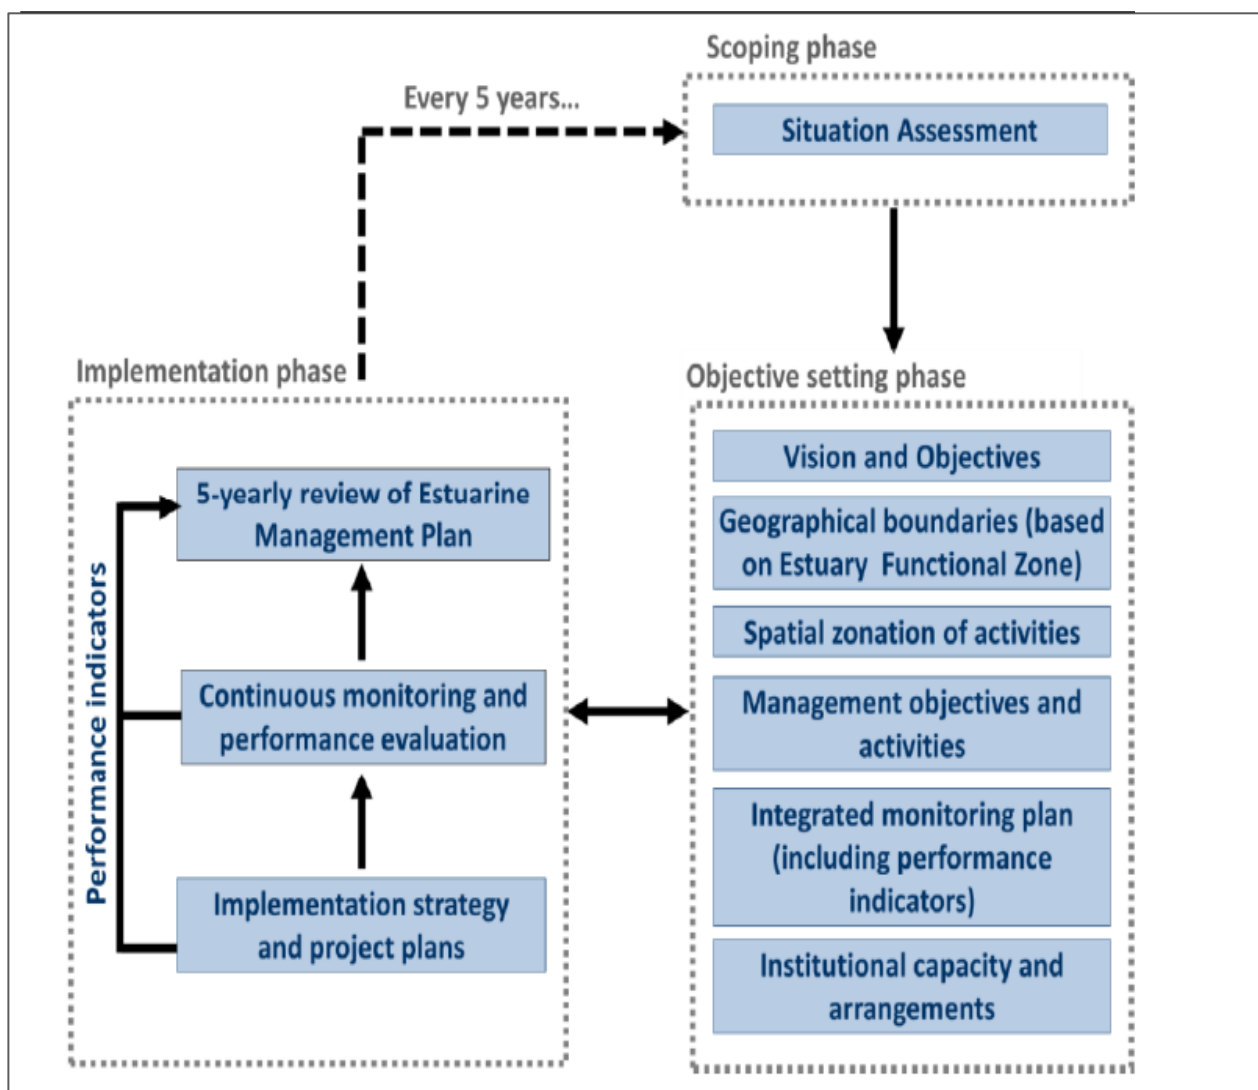 Scoping phase
Every 5 years...
Situation Assessment
Implementation phase
Objective setting phase
5-yearly review of Estuarine
Management Plan
Continuous monitoring and
performance evaluation
Implementation strategy
and project plans
Performance indicators
Vision and Objectives
Geographical boundaries (based
on Estuary Functional Zone)
Spatial zonation of activities
Management objectives and
activities
Integrated monitoring plan
(including performance
indicators)
Institutional capacity and
arrangements